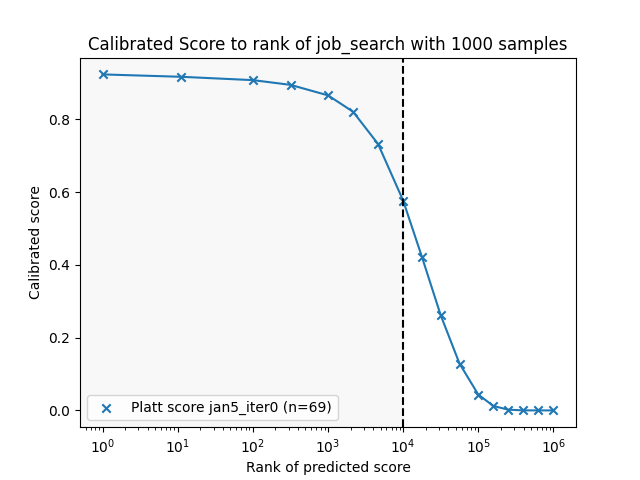 Calibrated Score to rank of job_search with 1000 samples
Calibrated score
0.8
0.6
0.4
0.2
0.0
Platt score jan5_iter0 (n=69)
10⁰ 10¹ 10² 10³ 10⁴ 10⁵ 10⁶
Rank of predicted score